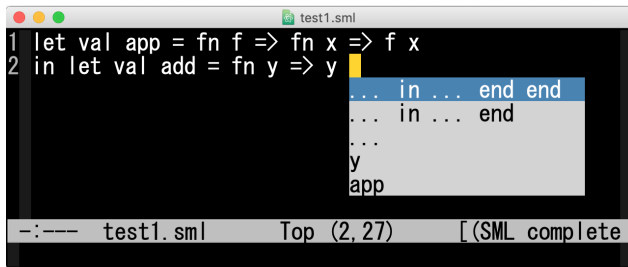 test1.sml
1 let val app = fn f => fn x => f x
2 in let val add = fn y => y
... in ... end end
... in ... end
...
y
app
-:--- test1.sml Top (2,27) [(SML complete